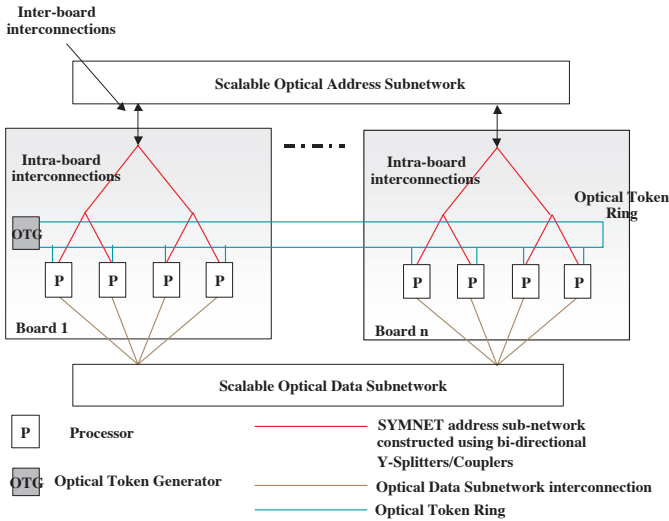 Inter-board
interconnections
Scalable Optical Address Subnetwork
Intra-board
interconnections
Intra-board
interconnections
Optical Token
Ring
OTG
P P P P
P P P P
Board 1
Board n
Scalable Optical Data Subnetwork
P Processor
SYMNET address sub-network
constructed using bi-directional
Y-Splitters/Couplers
OTG Optical Token Generator
Optical Data Subnetwork interconnection
Optical Token Ring